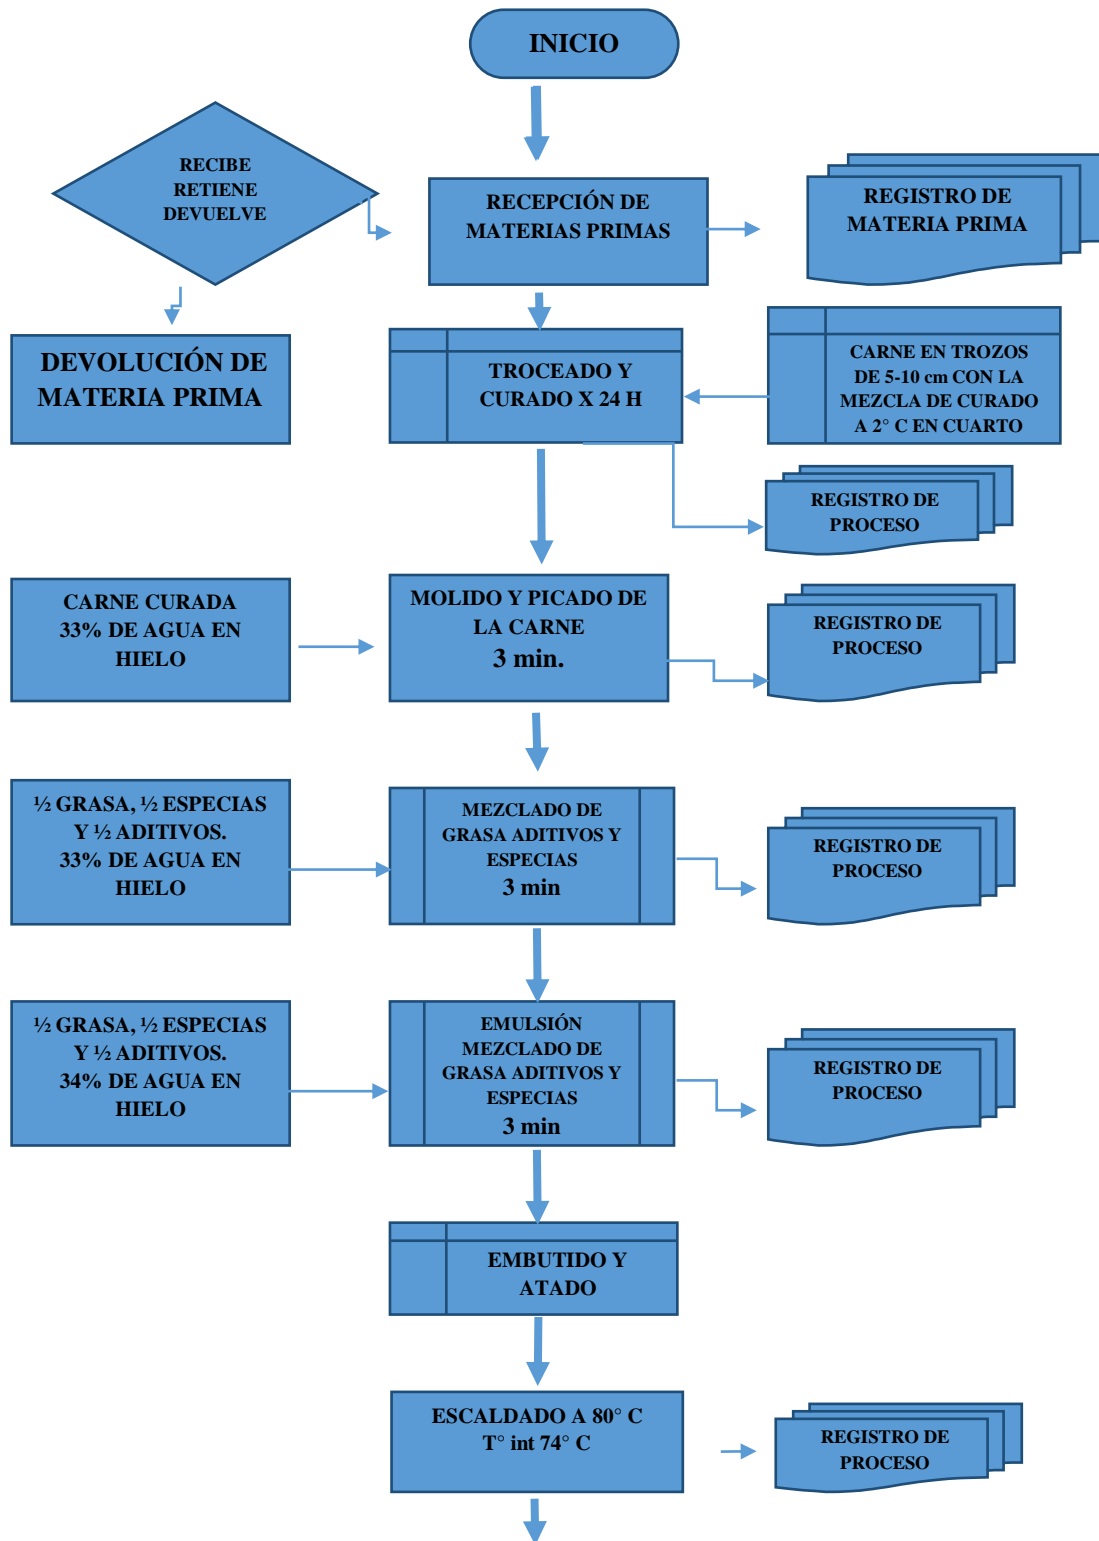 INICIO
RECIBE
RETIENE
DEVUELVE
RECEPCIÓN DE
MATERIAS PRIMAS
REGISTRO DE
MATERIA PRIMA
DEVOLUCIÓN DE
MATERIA PRIMA
TROCEADO Y
CURADO X 24 H
CARNE EN TROZOS
DE 5-10 cm CON LA
MEZCLA DE CURADO
A 2° C EN CUARTO
REGISTRO DE
PROCESO
CARNE CURADA
33% DE AGUA EN
HIELO
MOLIDO Y PICADO DE
LA CARNE
3 min.
REGISTRO DE
PROCESO
½ GRASA, ½ ESPECIAS
Y ½ ADITIVOS.
33% DE AGUA EN
HIELO
MEZCLADO DE
GRASA ADITIVOS Y
ESPECIAS
3 min
REGISTRO DE
PROCESO
½ GRASA, ½ ESPECIAS
Y ½ ADITIVOS.
34% DE AGUA EN
HIELO
EMULSIÓN
MEZCLADO DE
GRASA ADITIVOS Y
ESPECIAS
3 min
REGISTRO DE
PROCESO
EMBUTIDO Y
ATADO
ESCALDADO A 80° C
T° int 74° C
REGISTRO DE
PROCESO